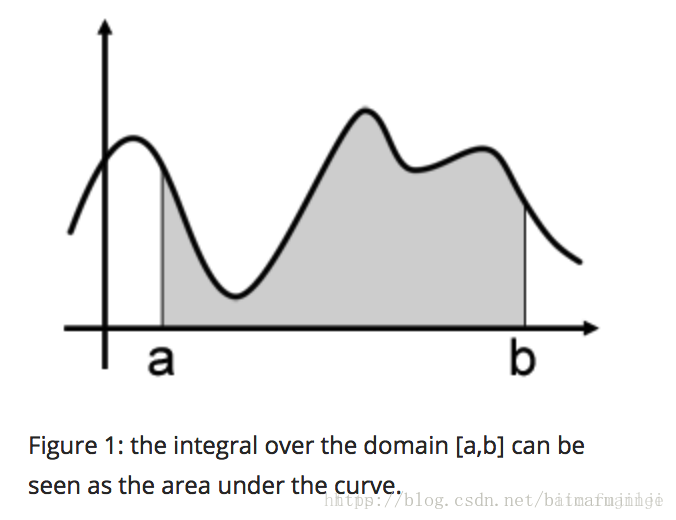 a
b
Figure 1: the integral over the domain [a,b] can be
seen as the area under the curve.
https://blog.csdn.net/